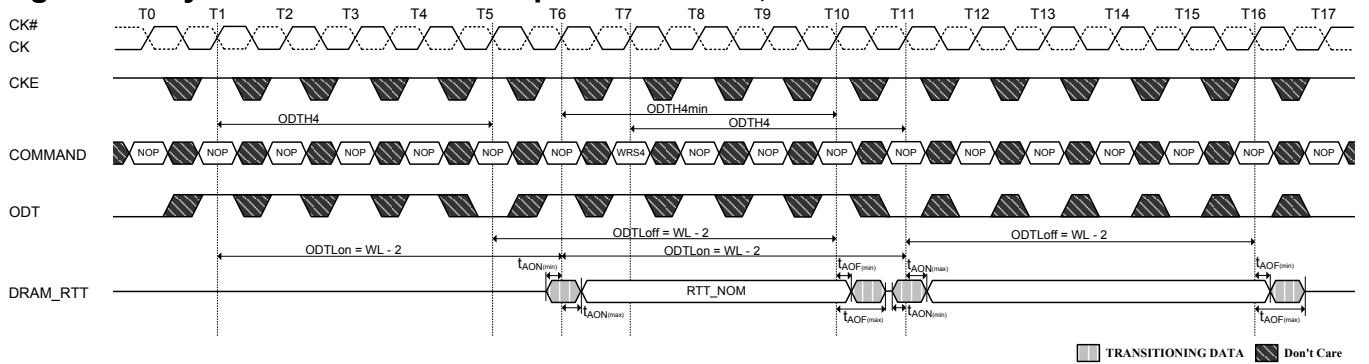 T0 T1 T2 T3 T4 T5 T6 T7 T8 T9 T10 T11 T12 T13 T14 T15 T16 T17
CK#
CK
CKE
ODTH4min
ODTH4 ODTH4
COMMAND NOP NOP NOP NOP NOP NOP NOP WRS4 NOP NOP NOP NOP NOP NOP NOP NOP NOP NOP
ODT
ODTLoff = WL - 2 ODTLoff = WL - 2
ODTLon = WL - 2 ODTLon = WL - 2
tAON(min) tAOF(min) tAON(max) tAOF(min)
DRAM_RTT RTT_NOM
tAON(max) tAOF(max) tAON(min) tAOF(max)
TRANSITIONING DATA Don't Care